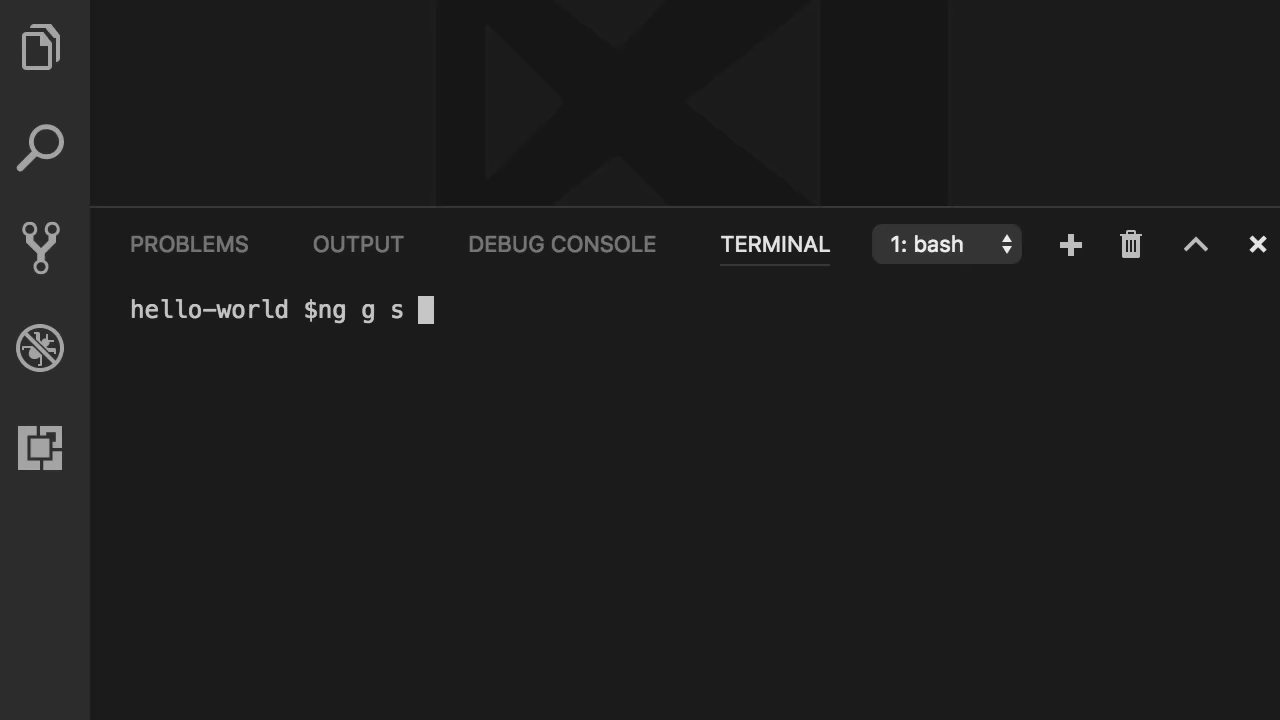 PROBLEMS OUTPUT DEBUG CONSOLE TERMINAL 1: bash
hello-world $ng g s